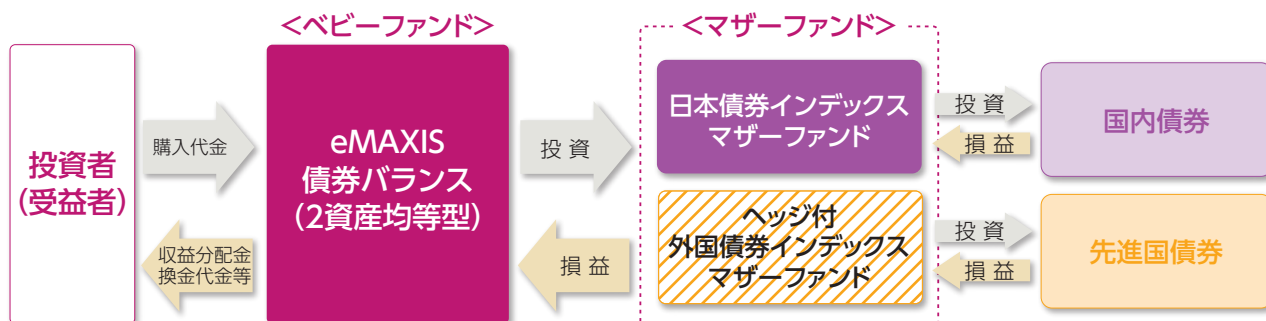 <ベビーファンド>
<マザーファンド>
投資者
(受益者)
購入代金
収益分配金
換金代金等
eMAXIS
債券バランス
(2資産均等型)
投資
損益
日本債券インデックス
マザーファンド
ヘッジ付
外国債券インデックス
マザーファンド
投資
損益
投資
損益
国内債券
先進国債券